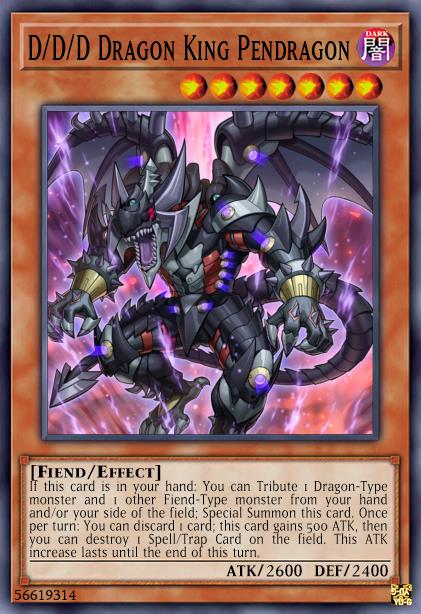 D/D/D Dragon King Pendragon
DARK
闇
[Fiend/Effect]
If this card is in your hand: You can Tribute 1 Dragon-Type
monster and 1 other Fiend-Type monster from your hand
and/or your side of the field; Special Summon this card. Once
per turn: You can discard 1 card; this card gains 500 ATK, then
you can destroy 1 Spell/Trap Card on the field. This ATK
increase lasts until the end of this turn.
ATK/2600 DEF/2400
56619314